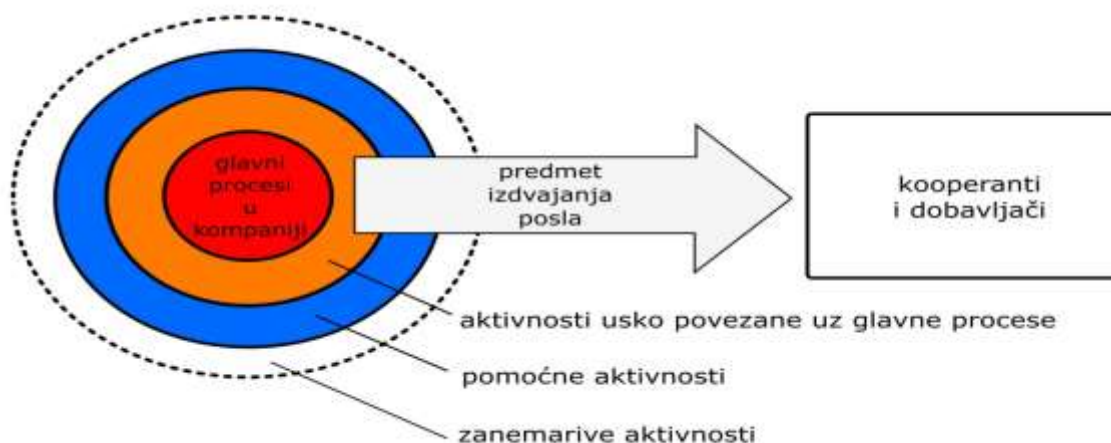 glavni
procesi
u
kompaniji
predmet
izdvajanja
posla
kooperanti
i dobavljači
aktivnosti usko povezane uz glavne procese
pomoćne aktivnosti
zanemarive aktivnosti